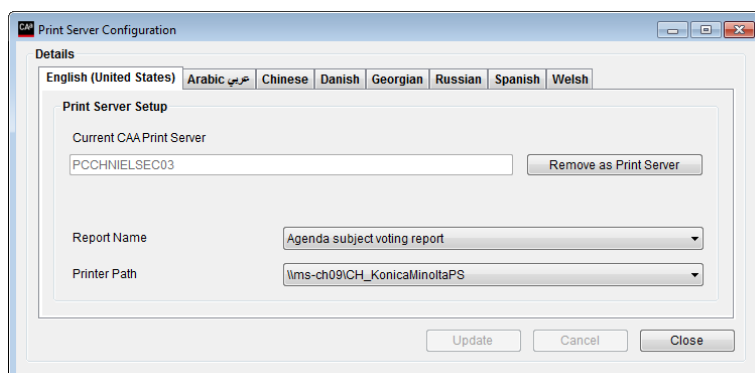 CAA Print Server Configuration
Details
English (United States) Arabic عربي Chinese Danish Georgian Russian Spanish Welsh
Print Server Setup
Current CAA Print Server
PCCHNIELSEC03 Remove as Print Server
Report Name Agenda subject voting report
Printer Path \\ms-ch09\CH_KonicaMinoltaPS
Update Cancel Close